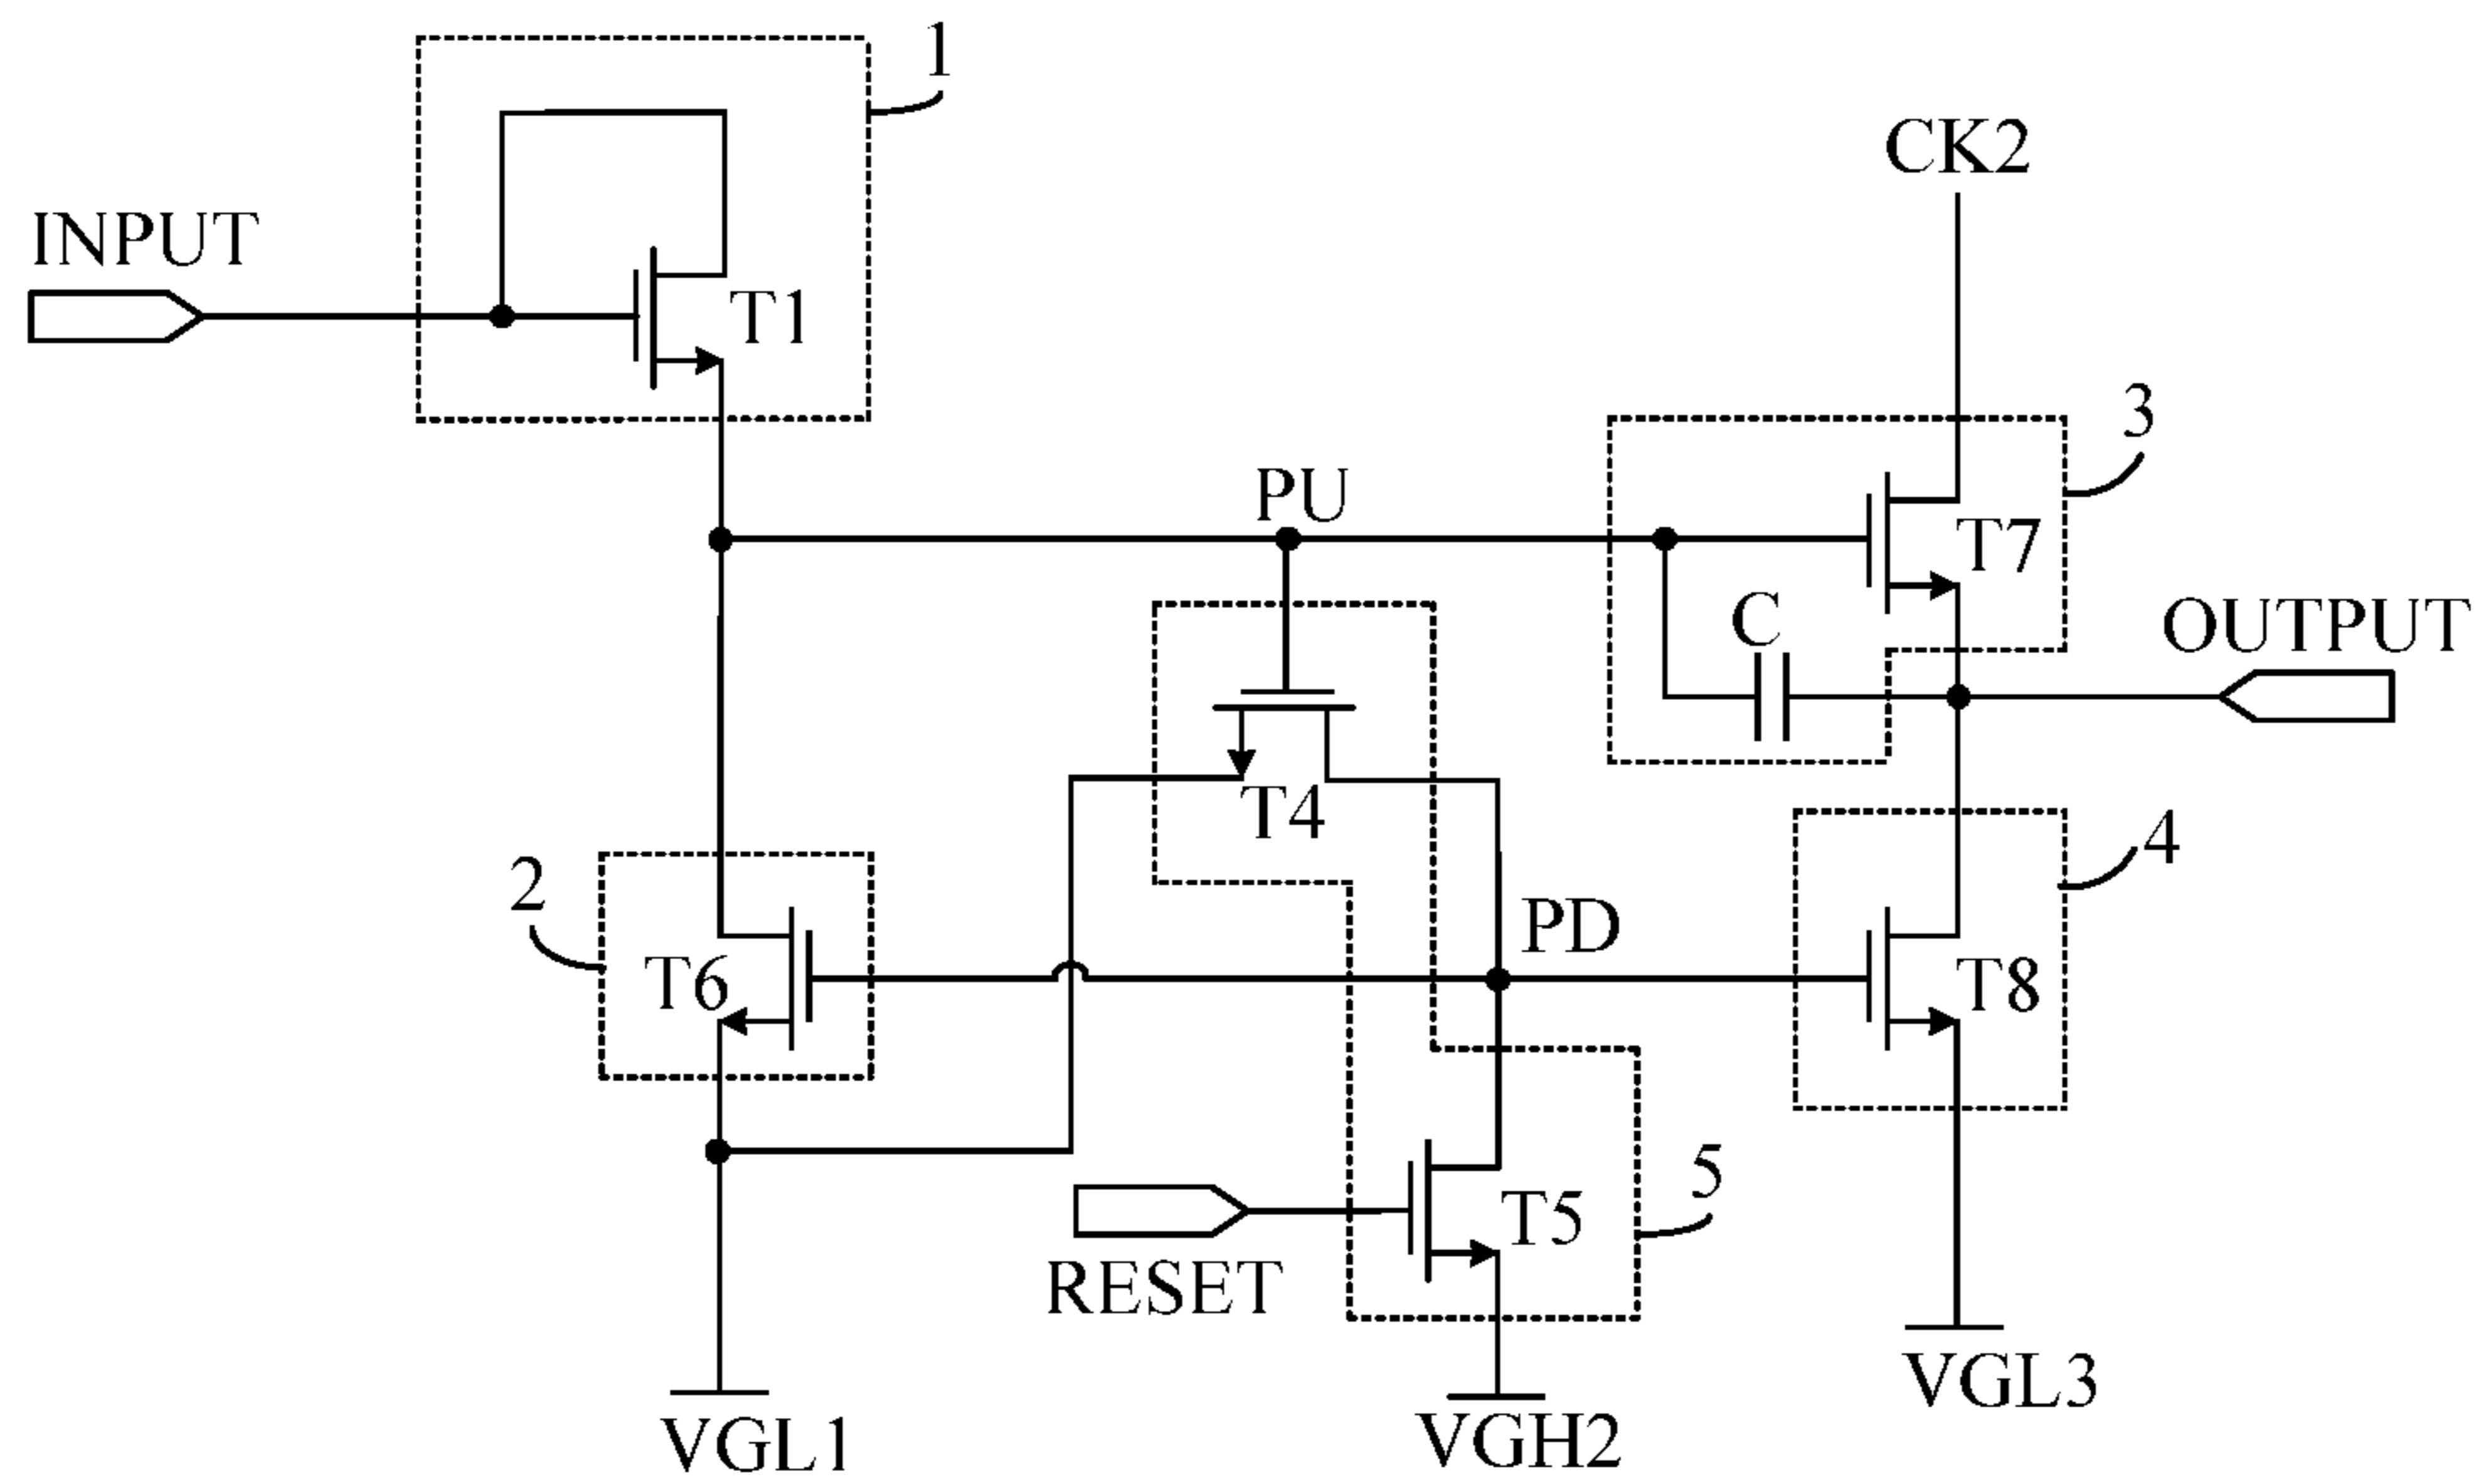 1
CK2
INPUT
T1
3
PU
T7
C
OUTPUT
T4
4
2
PD
T6
T8
5
T5
RESET
VGL3
VGL1
VGH2